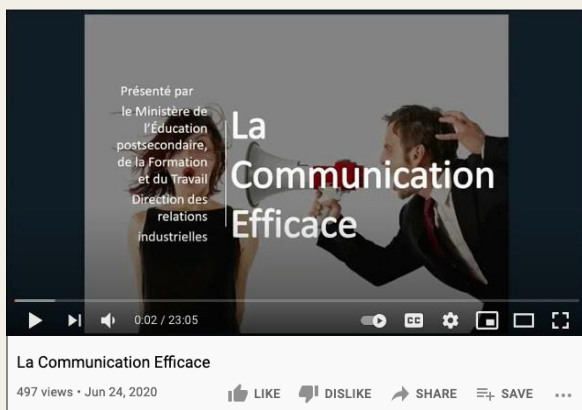 Présenté par
le Ministère de
l'Éducation
postsecondaire,
de la Formation
et du Travail
Direction des
relations
industrielles
La
Communication
Efficace
0:02 / 23:05
CC
La Communication Efficace
497 views • Jun 24, 2020
LIKE DISLIKE SHARE SAVE